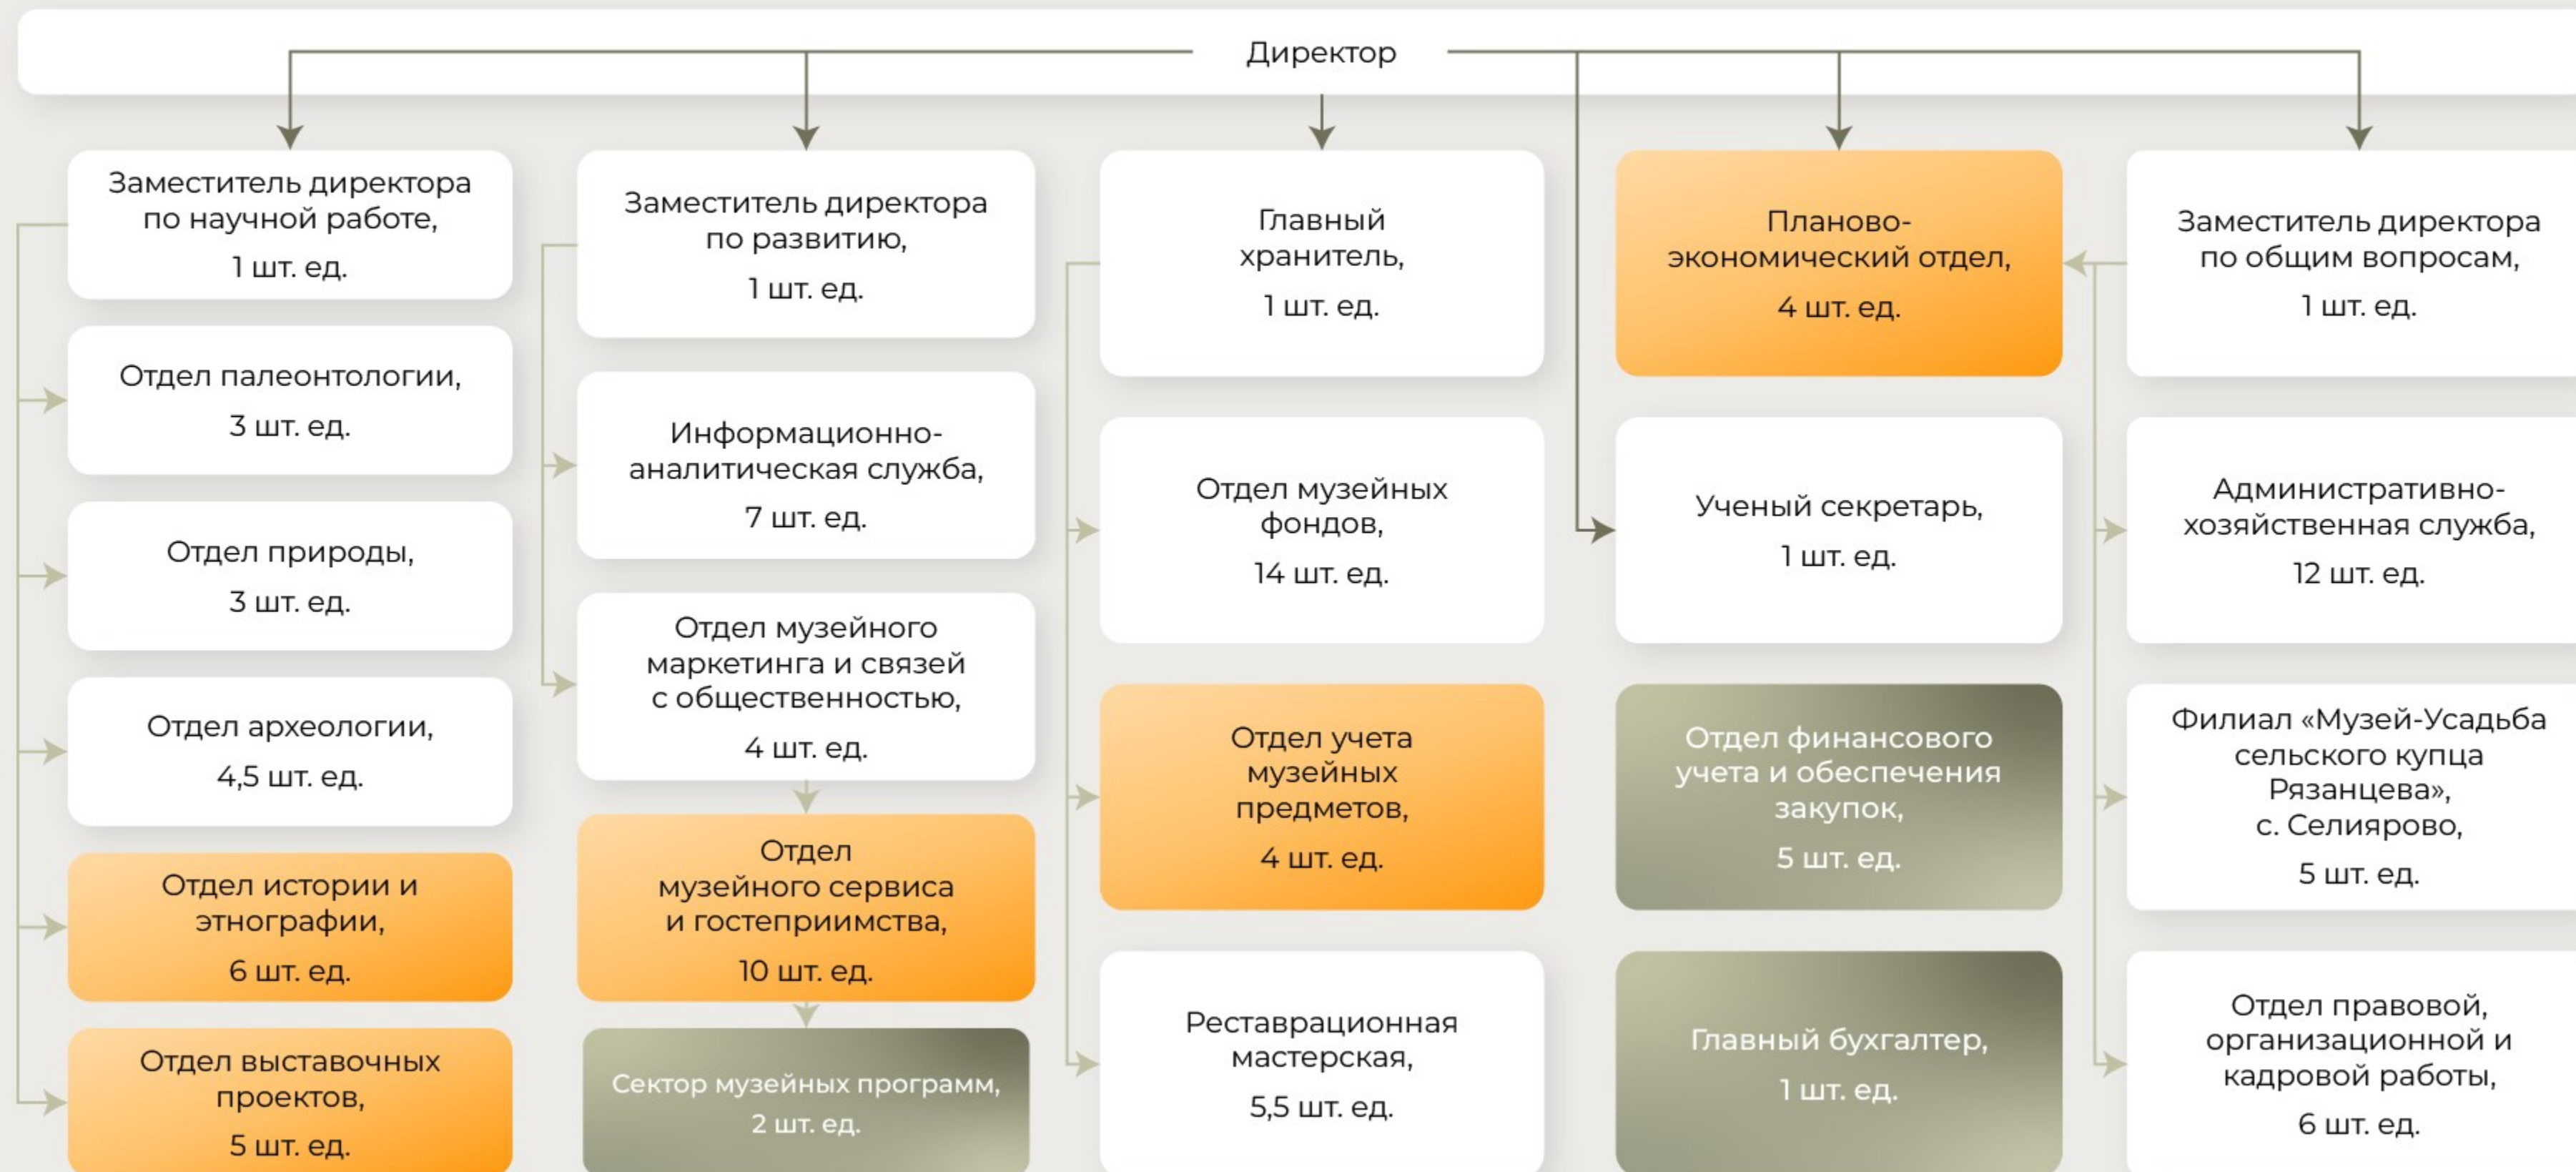 Директор
Заместитель директора
по научной работе,
1 шт. ед.
Отдел палеонтологии,
3 шт. ед.
Отдел природы,
3 шт. ед.
Отдел археологии,
4,5 шт. ед.
Отдел истории и
этнографии,
6 шт. ед.
Отдел выставочных
проектов,
5 шт. ед.
Заместитель директора
по развитию,
1 шт. ед.
Информационно-
аналитическая служба,
7 шт. ед.
Отдел музейного
маркетинга и связей
с общественностью,
4 шт. ед.
Отдел
музейного сервиса
и гостеприимства,
10 шт. ед.
Сектор музейных программ,
2 шт. ед.
Главный
хранитель,
1 шт. ед.
Отдел музейных
фондов,
14 шт. ед.
Отдел учета
музейных
предметов,
4 шт. ед.
Реставрационная
мастерская,
5,5 шт. ед.
Планово-
экономический отдел,
4 шт. ед.
Ученый секретарь,
1 шт. ед.
Отдел финансового
учета и обеспечения
закупок,
5 шт. ед.
Главный бухгалтер,
1 шт. ед.
Заместитель директора
по общим вопросам,
1 шт. ед.
Административно-
хозяйственная служба,
12 шт. ед.
Филиал «Музей-Усадьба
сельского купца
Рязанцева»,
с. Селиярово,
5 шт. ед.
Отдел правовой,
организационной и
кадровой работы,
6 шт. ед.